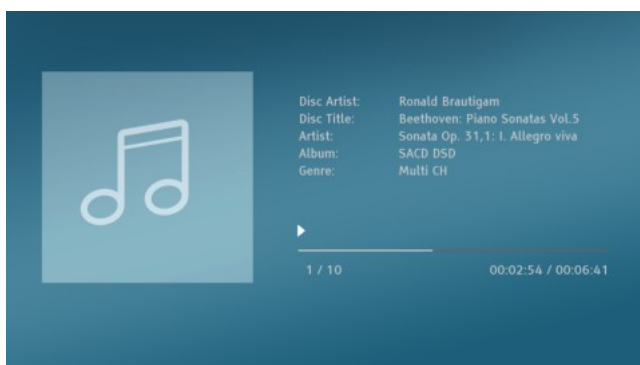 Disc Artist: Ronald Brautigam
Disc Title: Beethoven: Piano Sonatas Vol.5
Artist: Sonata Op. 31,1: I. Allegro viva
Album: SACD DSD
Genre: Multi CH
1 / 10 00:02:54 / 00:06:41